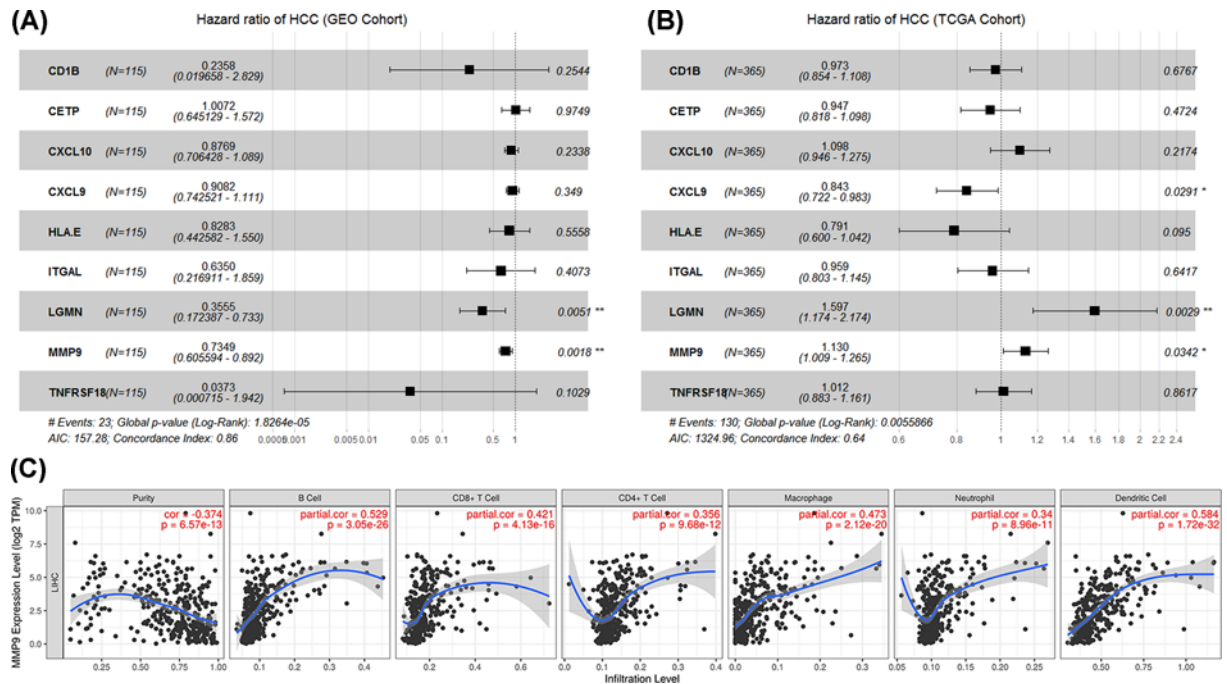 (A)
Hazard ratio of HCC (GEO Cohort)
CD1B (N=115) 0.2358 (0.019658 - 2.829) 0.2544
CETP (N=115) 1.0072 (0.645129 - 1.572) 0.9749
CXCL10 (N=115) 0.8769 (0.706428 - 1.089) 0.2338
CXCL9 (N=115) 0.9082 (0.742521 - 1.111) 0.349
HLA.E (N=115) 0.8283 (0.442582 - 1.550) 0.5558
ITGAL (N=115) 0.6350 (0.216911 - 1.859) 0.4073
LGMN (N=115) 0.3555 (0.172387 - 0.733) 0.0051 **
MMP9 (N=115) 0.7349 (0.605594 - 0.892) 0.0018 **
TNFRSF18 (N=115) 0.0373 (0.000715 - 1.942) 0.1029
# Events: 23; Global p-value (Log-Rank): 1.8264e-05
AIC: 157.28; Concordance Index: 0.86
0.0005 0.001 0.005 0.01 0.05 0.1 0.5 1
(B)
Hazard ratio of HCC (TCGA Cohort)
CD1B (N=365) 0.973 (0.854 - 1.108) 0.6767
CETP (N=365) 0.947 (0.818 - 1.098) 0.4724
CXCL10 (N=365) 1.098 (0.946 - 1.275) 0.2174
CXCL9 (N=365) 0.843 (0.722 - 0.983) 0.0291 *
HLA.E (N=365) 0.791 (0.600 - 1.042) 0.095
ITGAL (N=365) 0.959 (0.803 - 1.145) 0.6417
LGMN (N=365) 1.597 (1.174 - 2.174) 0.0029 **
MMP9 (N=365) 1.130 (1.009 - 1.265) 0.0342 *
TNFRSF18 (N=365) 1.012 (0.883 - 1.161) 0.8617
# Events: 130; Global p-value (Log-Rank): 0.0055866
AIC: 1324.96; Concordance Index: 0.64
0.6 0.8 1 1.2 1.4 1.6 1.8 2 2.2 2.4
(C)
Purity B Cell CD8+ T Cell CD4+ T Cell Macrophage Neutrophil Dendritic Cell
cor = -0.374 partial.cor = 0.529 partial.cor = 0.421 partial.cor = 0.356 partial.cor = 0.473 partial.cor = 0.34 partial.cor = 0.584
p = 6.57e-13 p = 3.05e-26 p = 4.13e-16 p = 9.68e-12 p = 2.12e-20 p = 8.96e-11 p = 1.72e-32
MMP9 Expression Level (log2 TPM)
LIHC
10.0
7.5
5.0
2.5
0.0
0.25 0.50 0.75 1.00 0.0 0.1 0.2 0.3 0.4 0.2 0.4 0.6 0.0 0.1 0.2 0.3 0.4 0.0 0.1 0.2 0.3 0.05 0.10 0.15 0.20 0.25 0.50 0.75 1.00
Infiltration Level